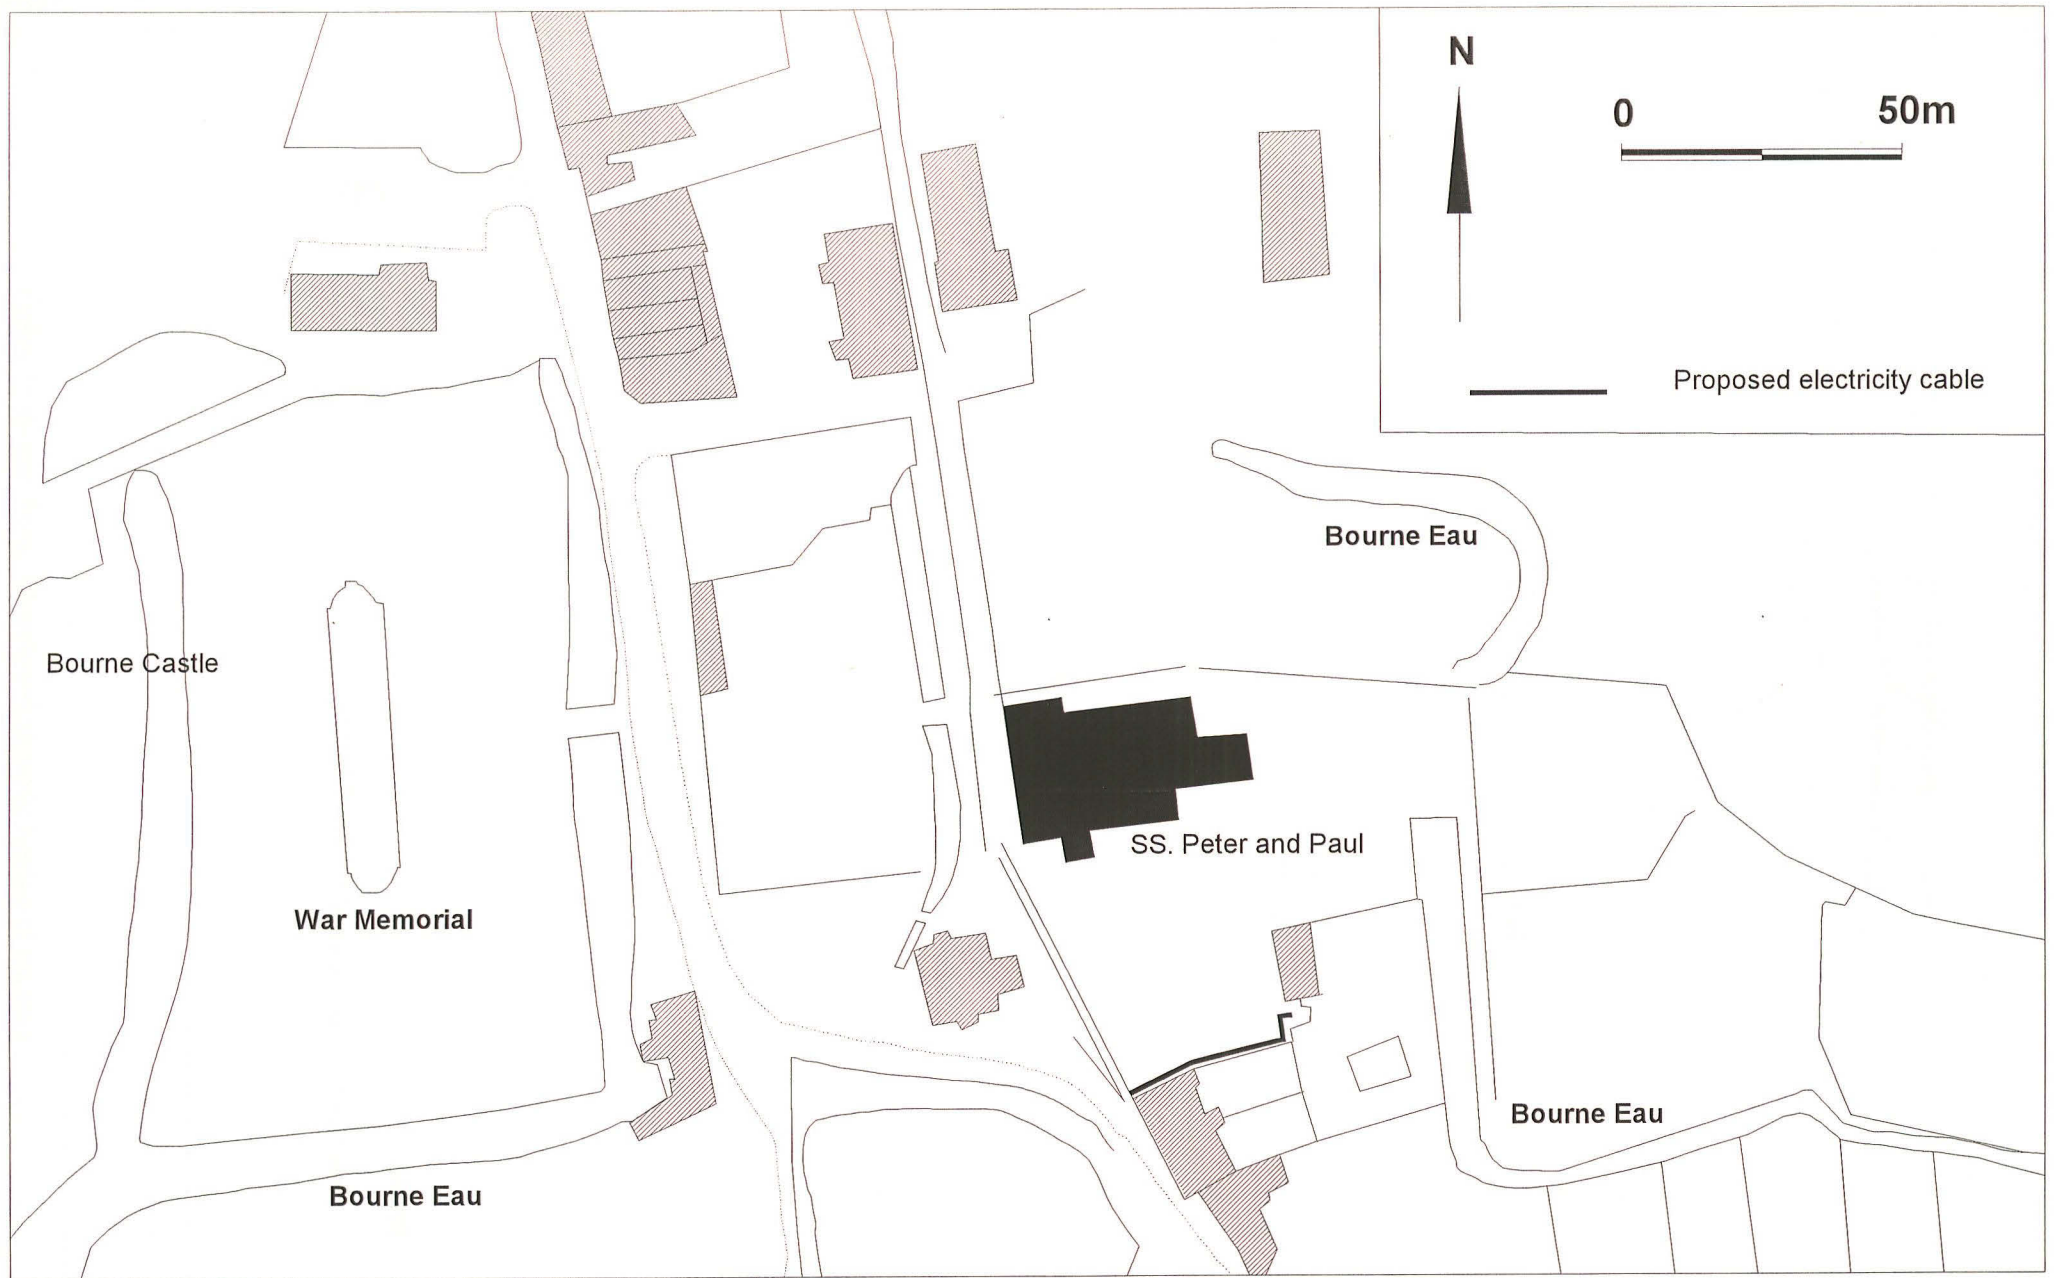 N
0 50m
Proposed electricity cable
Bourne Eau
Bourne Castle
SS. Peter and Paul
War Memorial
Bourne Eau
Bourne Eau